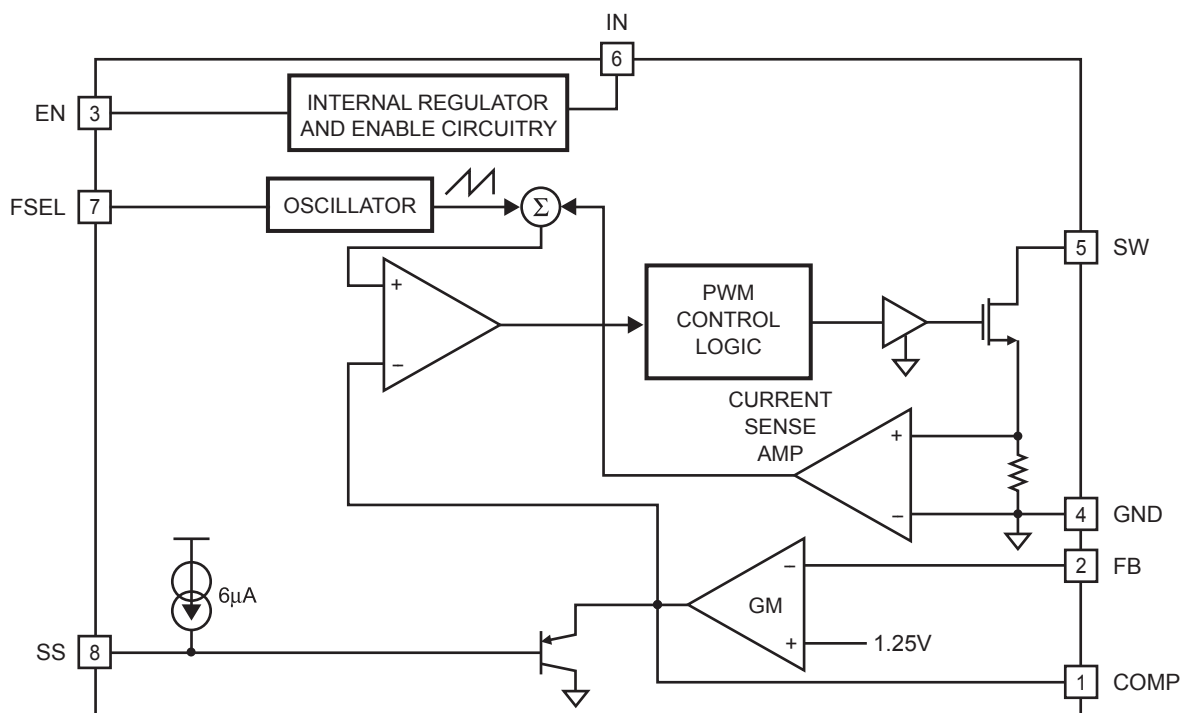 IN
6
EN 3
INTERNAL REGULATOR
AND ENABLE CIRCUITRY
FSEL 7
OSCILLATOR
Σ
5 SW
+
−
PWM
CONTROL
LOGIC
CURRENT
SENSE
AMP
+
−
4 GND
2 FB
−
GM
+
1.25V
6µA
SS 8
1 COMP